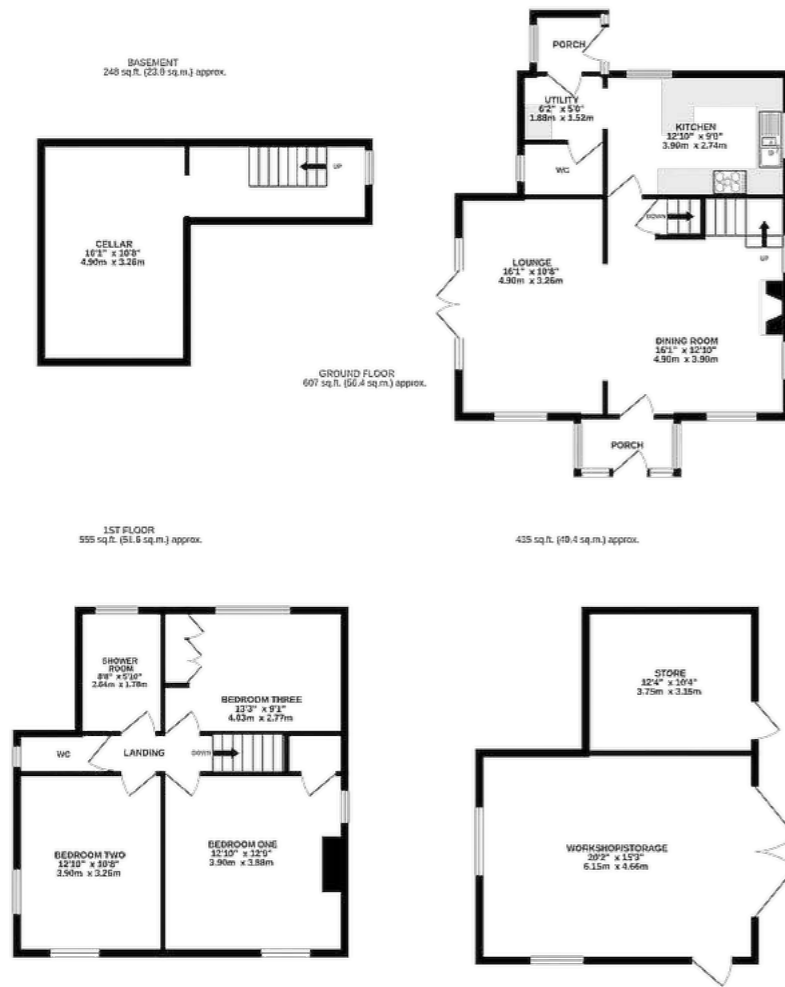 BASEMENT
248 sq.ft. (23.0 sq.m.) approx.
CELLAR
16'1" x 10'8"
4.90m x 3.26m
UP
PORCH
UTILITY
6'2" x 5'0"
1.88m x 1.52m
KITCHEN
12'10" x 9'0"
3.90m x 2.74m
WC
DOWN
UP
LOUNGE
16'1" x 10'8"
4.90m x 3.26m
DINING ROOM
16'1" x 12'10"
4.90m x 3.90m
PORCH
GROUND FLOOR
607 sq.ft. (56.4 sq.m.) approx.
1ST FLOOR
555 sq.ft. (51.6 sq.m.) approx.
SHOWER
ROOM
8'8" x 5'10"
2.64m x 1.78m
BEDROOM THREE
13'3" x 9'1"
4.03m x 2.77m
WC
LANDING
DOWN
BEDROOM TWO
12'10" x 10'8"
3.90m x 3.26m
BEDROOM ONE
12'10" x 12'9"
3.90m x 3.88m
435 sq.ft. (40.4 sq.m.) approx.
STORE
12'4" x 10'4"
3.75m x 3.15m
WORKSHOP/STORAGE
20'2" x 15'3"
6.15m x 4.66m